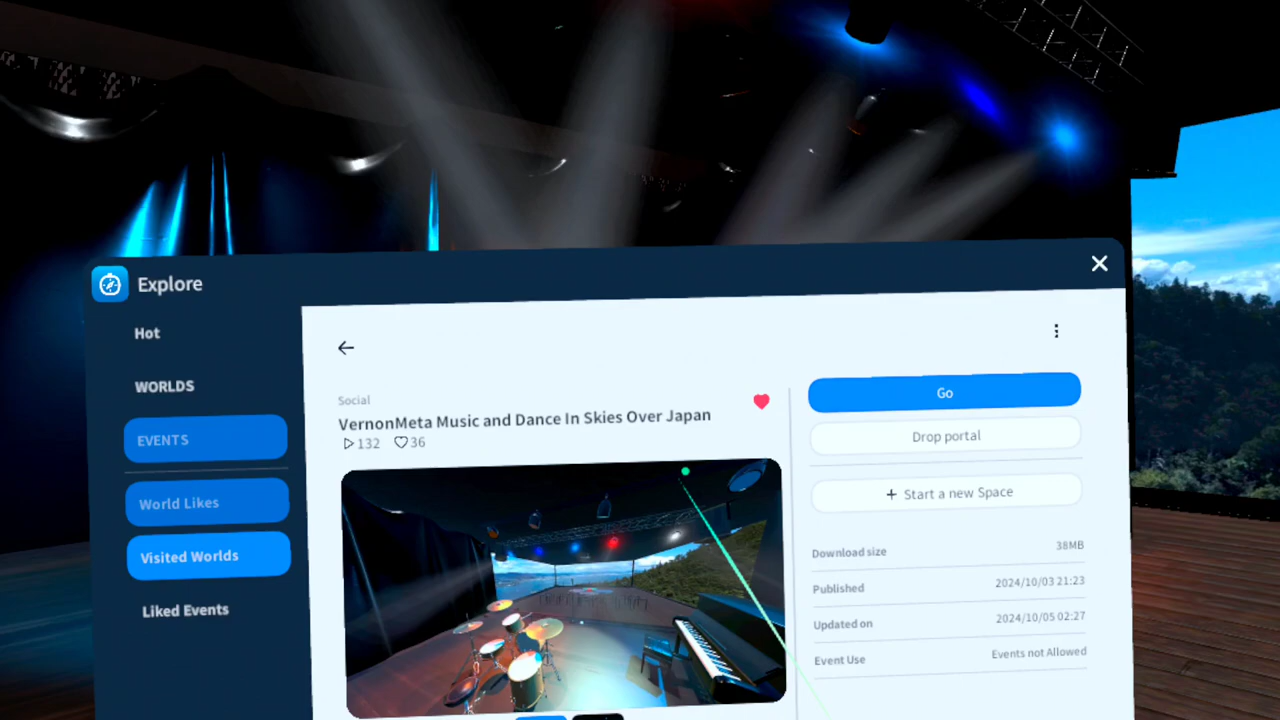 Explore
Hot
WORLDS
EVENTS
World Likes
Visited Worlds
Liked Events
Social
VernonMeta Music and Dance In Skies Over Japan
132 36
Go
Drop portal
+ Start a new Space
Download size 38MB
Published 2024/10/03 21:23
Updated on 2024/10/05 02:27
Event Use Events not Allowed